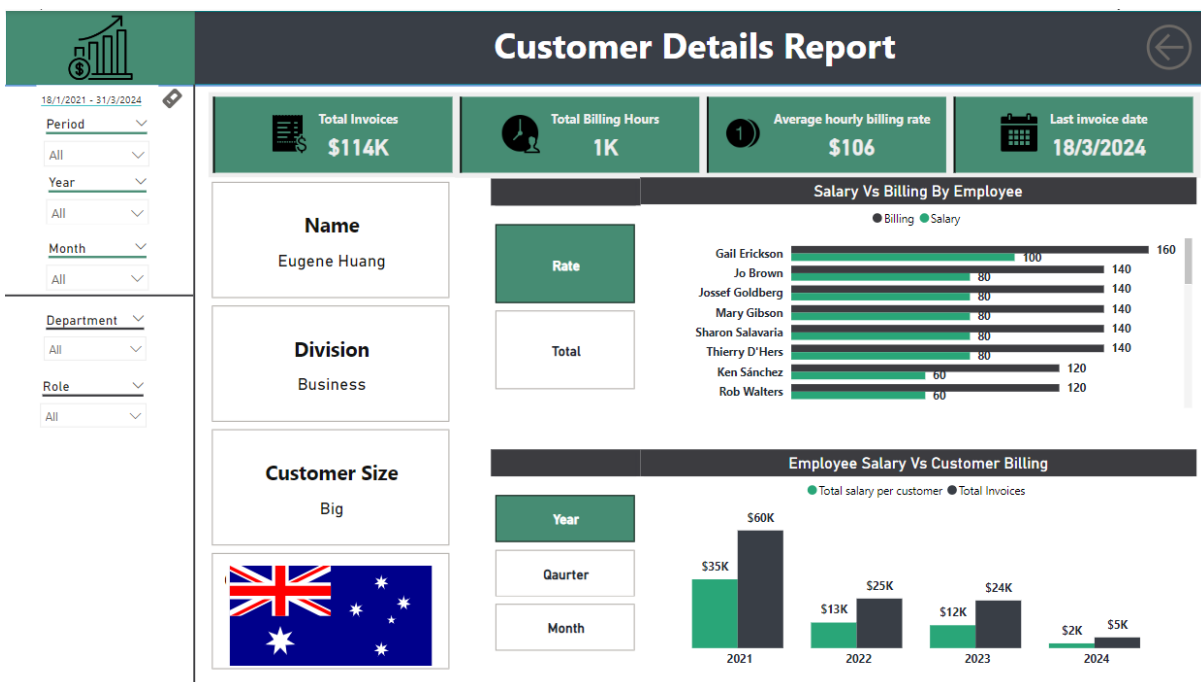 Customer Details Report
18/1/2021 - 31/3/2024
Period
All
Year
All
Month
All
Department
All
Role
All
Total Invoices
$114K
Total Billing Hours
1K
Average hourly billing rate
$106
Last invoice date
18/3/2024
Name
Eugene Huang
Division
Business
Customer Size
Big
Rate
Total
Salary Vs Billing By Employee
Billing Salary
Gail Erickson 160
100
Jo Brown 140
80
Jossef Goldberg 140
80
Mary Gibson 140
80
Sharon Salavaria 140
80
Thierry D'Hers 140
80
Ken Sánchez 120
60
Rob Walters 120
60
Year
Qaurter
Month
Employee Salary Vs Customer Billing
Total salary per customer Total Invoices
$35K $60K
$13K $25K
$12K $24K
$2K $5K
2021 2022 2023 2024